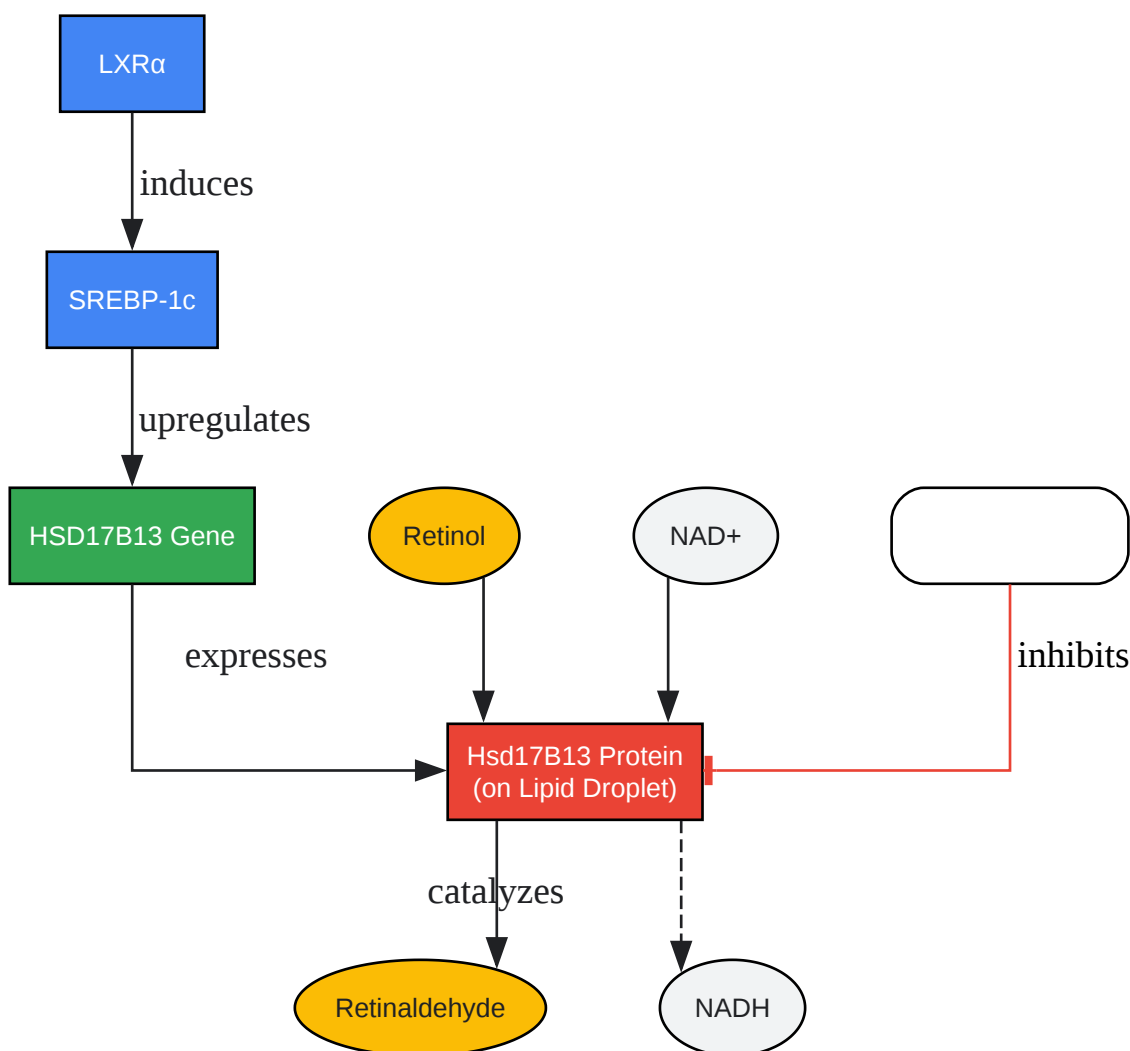 LXRα
induces
SREBP-1c
upregulates
HSD17B13 Gene
Retinol
NAD+
expresses
inhibits
Hsd17B13 Protein
(on Lipid Droplet)
catalyzes
Retinaldehyde
NADH